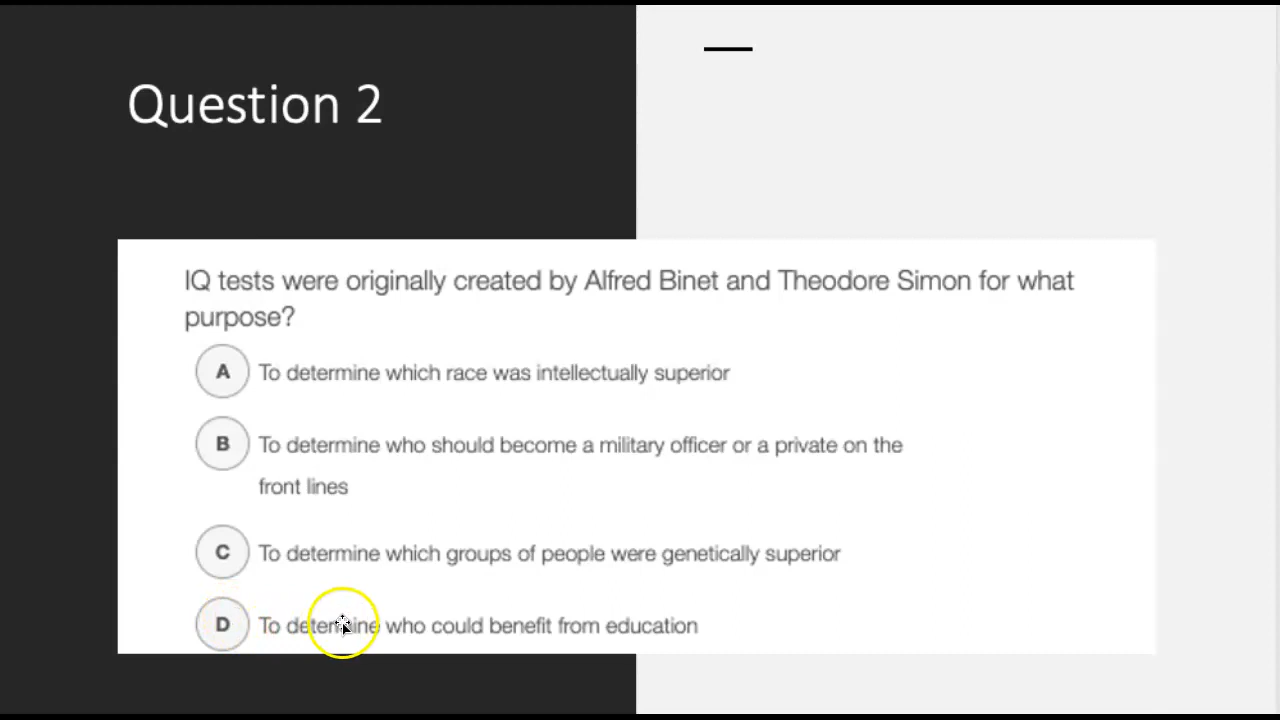 Question 2
IQ tests were originally created by Alfred Binet and Theodore Simon for what
purpose?
A To determine which race was intellectually superior
B To determine who should become a military officer or a private on the
front lines
C To determine which groups of people were genetically superior
D To determine who could benefit from education